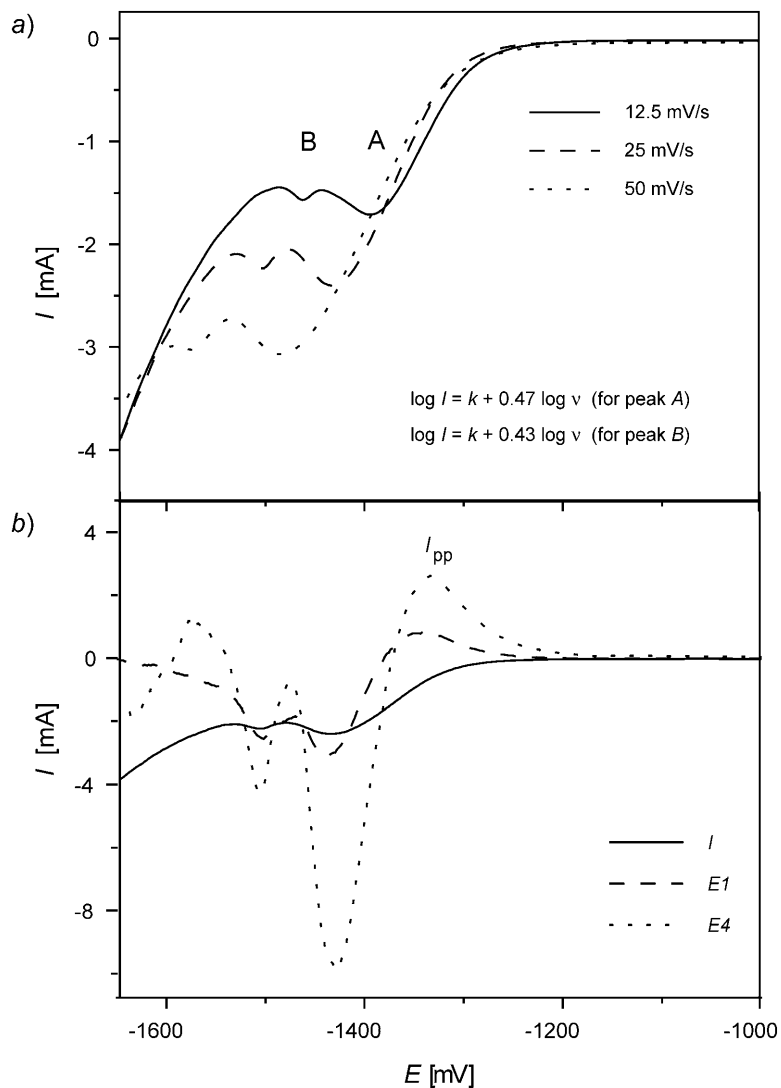 a)
0
-1
-2
-3
-4
I [mA]
B A
12.5 mV/s
25 mV/s
50 mV/s
log I = k + 0.47 log ν (for peak A)
log I = k + 0.43 log ν (for peak B)
b)
4
0
-4
-8
I [mA]
Ipp
I
E1
E4
-1600 -1400 -1200 -1000
E [mV]